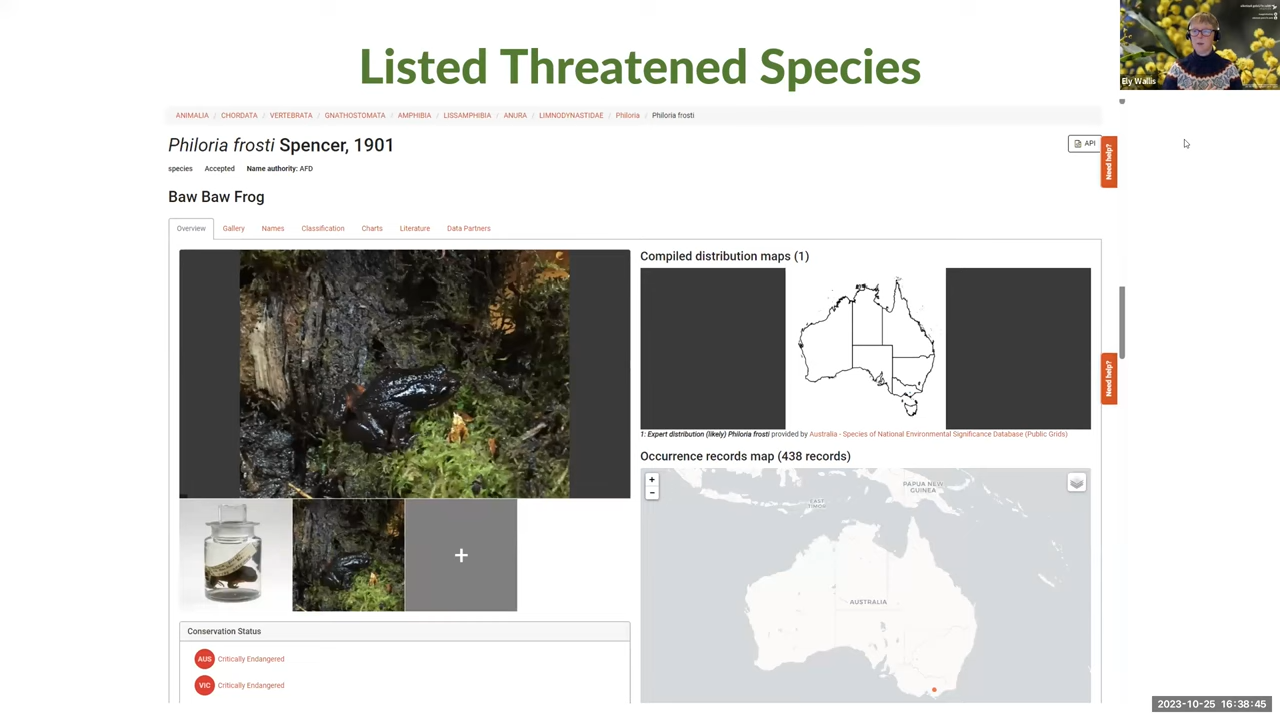 Listed Threatened Species
Ely Wallis
ANIMALIA / CHORDATA / VERTEBRATA / GNATHOSTOMATA / AMPHIBIA / LISSAMPHIBIA / ANURA / LIMNODYNASTIDAE / Philoria / Philoria frosti
Philoria frosti Spencer, 1901
API
Need help?
species Accepted Name authority: AFD
Baw Baw Frog
Overview Gallery Names Classification Charts Literature Data Partners
Compiled distribution maps (1)
Need help?
1: Expert distribution (likely) Philoria frosti provided by Australia - Species of National Environmental Significance Database (Public Grids)
Occurrence records map (438 records)
+
-
PAPUA NEW
GUINEA
EAST
TIMOR
AUSTRALIA
+
Conservation Status
AUS Critically Endangered
VIC Critically Endangered
2023-10-25 16:38:45